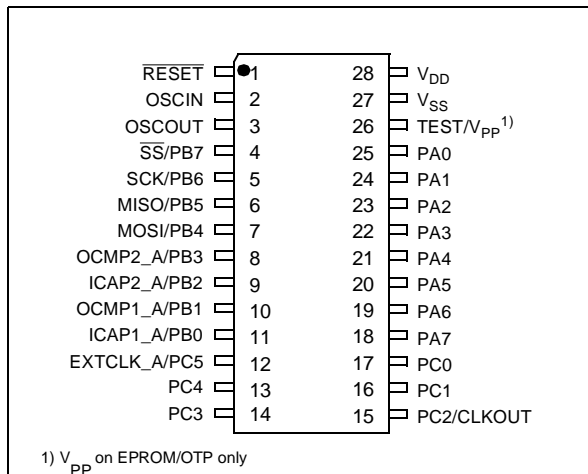 RESET 1 28 VDD
OSCIN 2 27 VSS
OSCOUT 3 26 TEST/VPP1)
SS/PB7 4 25 PA0
SCK/PB6 5 24 PA1
MISO/PB5 6 23 PA2
MOSI/PB4 7 22 PA3
OCMP2_A/PB3 8 21 PA4
ICAP2_A/PB2 9 20 PA5
OCMP1_A/PB1 10 19 PA6
ICAP1_A/PB0 11 18 PA7
EXTCLK_A/PC5 12 17 PC0
PC4 13 16 PC1
PC3 14 15 PC2/CLKOUT
1) VPP on EPROM/OTP only